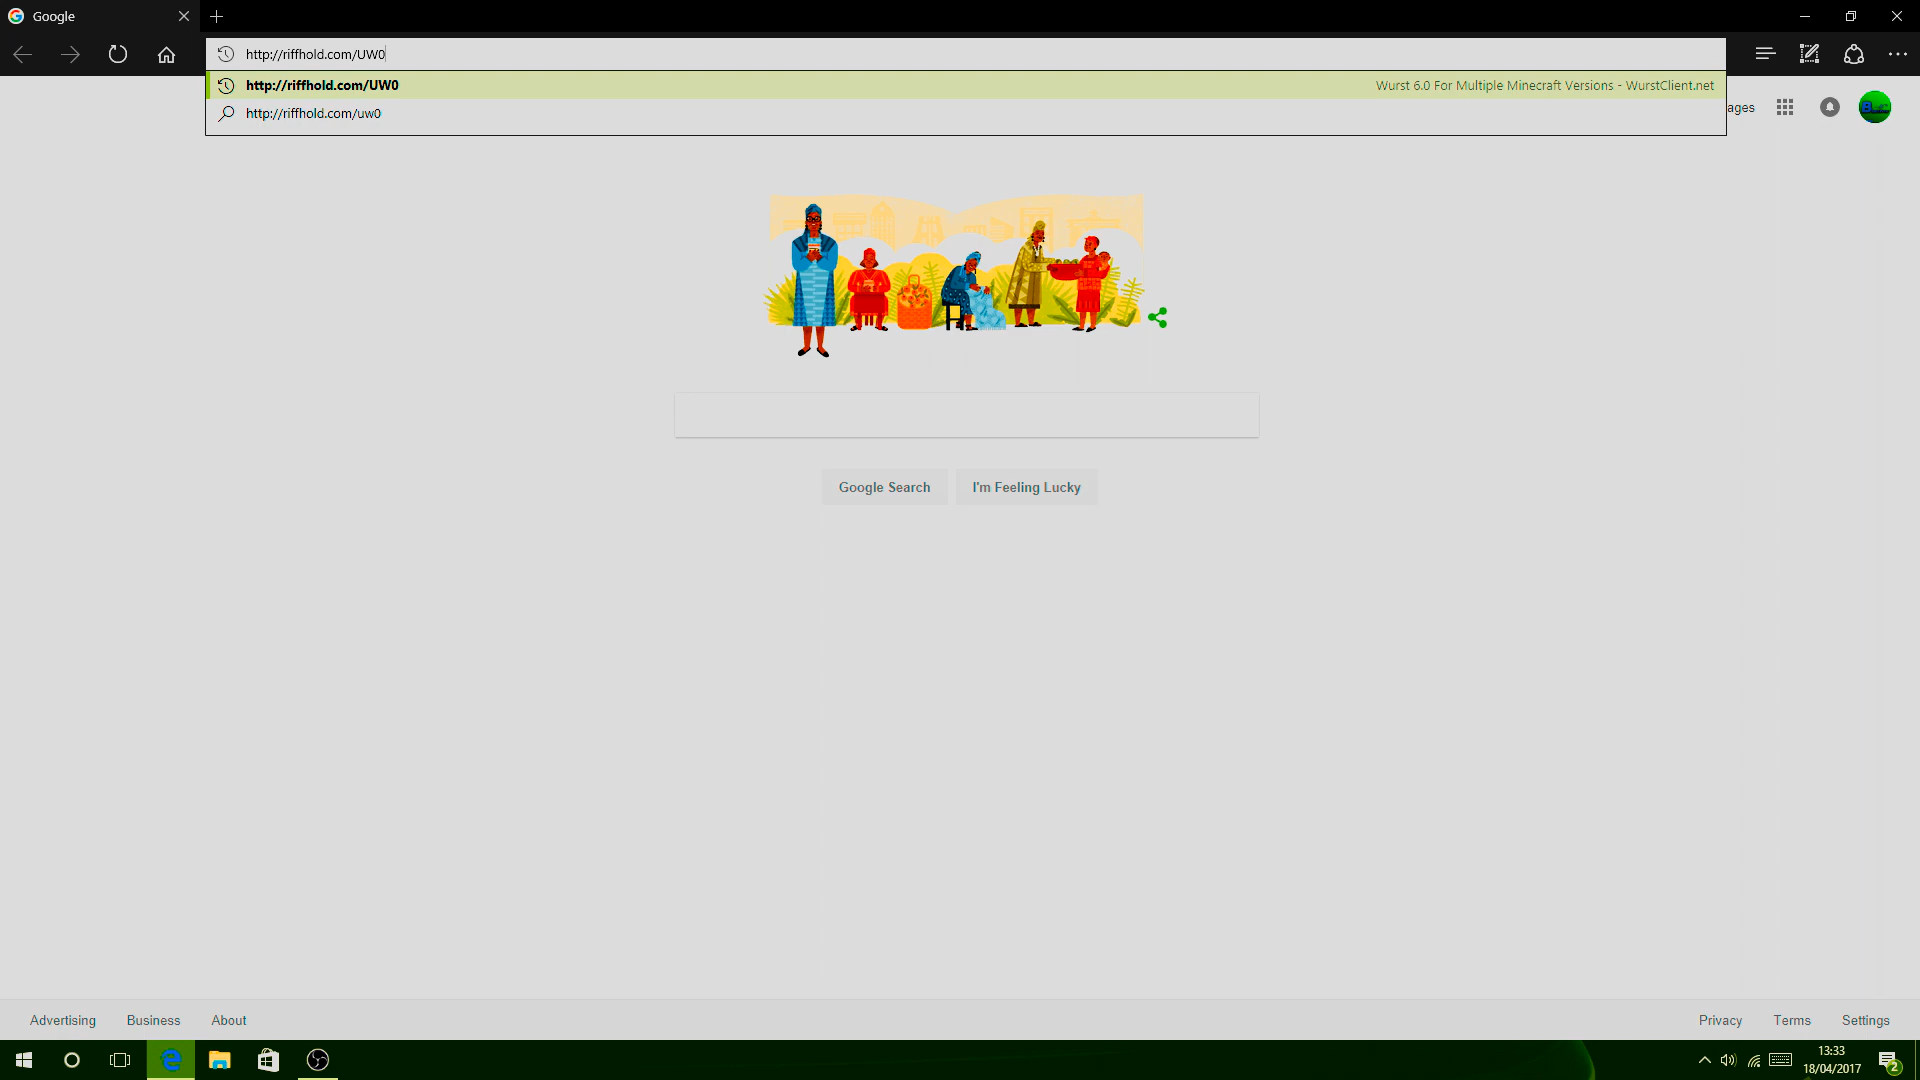 Google
http://riffhold.com/UW0
http://riffhold.com/UW0 Wurst 6.0 For Multiple Minecraft Versions - WurstClient.net
http://riffhold.com/uw0
ages
Google Search I'm Feeling Lucky
Advertising Business About Privacy Terms Settings
13:33
18/04/2017
2